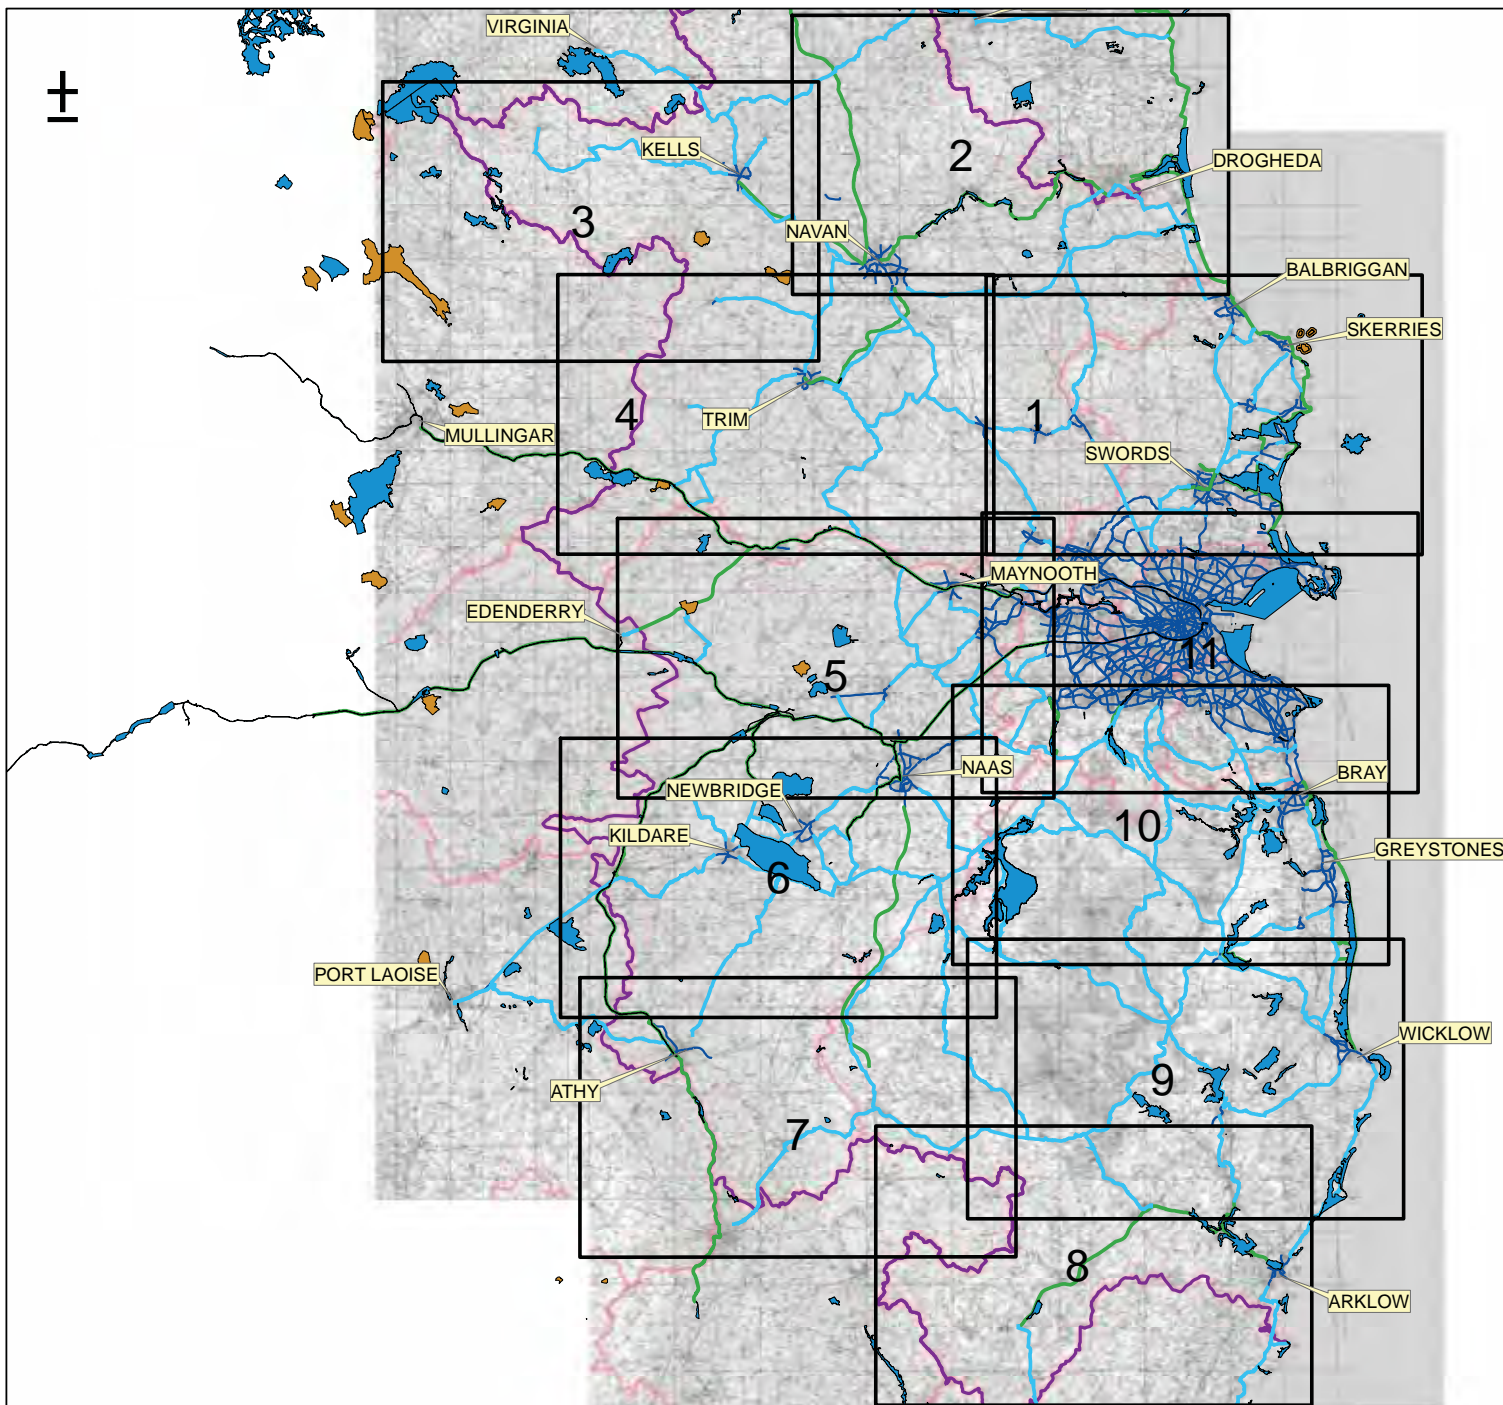 VIRGINIA
±
KELLS
2
DROGHEDA
3
NAVAN
BALBRIGGAN
SKERRIES
4
TRIM
1
MULLINGAR
SWORDS
MAYNOOTH
EDENDERRY
5
11
NAAS
BRAY
NEWBRIDGE
KILDARE
10
GREYSTONES
6
PORT LAOISE
WICKLOW
ATHY
9
7
8
ARKLOW